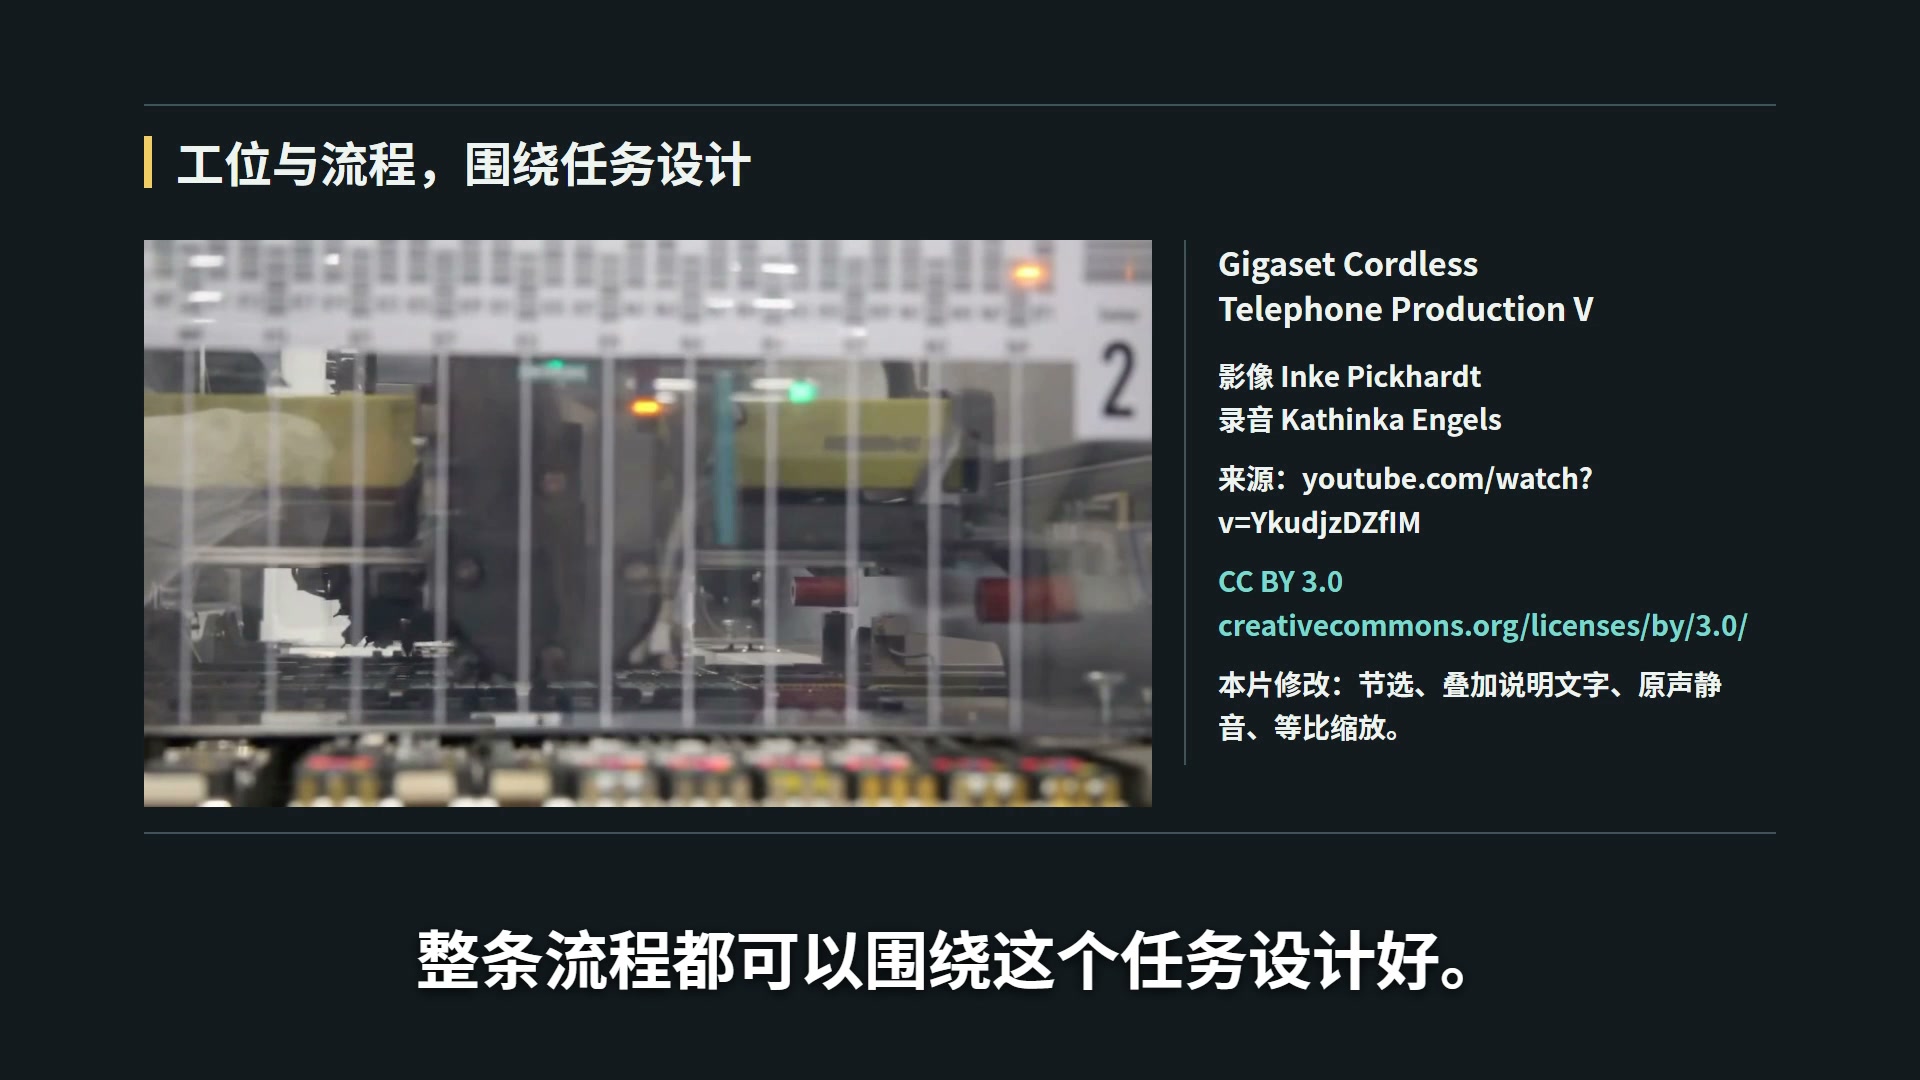 工位与流程，围绕任务设计
2
Gigaset Cordless
Telephone Production V
影像 Inke Pickhardt
录音 Kathinka Engels
来源：youtube.com/watch?
v=YkudjzDZfIM
CC BY 3.0
creativecommons.org/licenses/by/3.0/
本片修改：节选、叠加说明文字、原声静
音、等比缩放。
整条流程都可以围绕这个任务设计好。